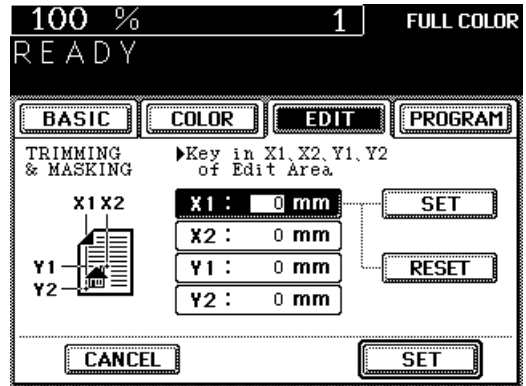 100 % 1 FULL COLOR
READY
BASIC COLOR EDIT PROGRAM
TRIMMING & MASKING
▶Key in X1、X2、Y1、Y2 of Edit Area
X1 X2
Y1
Y2
X1 : 0 mm
X2 : 0 mm
Y1 : 0 mm
Y2 : 0 mm
SET
RESET
CANCEL SET